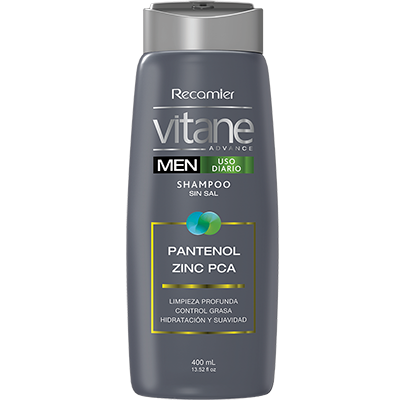 Recamier
vitane
ADVANCE
MEN USO DIARIO
SHAMPOO
SIN SAL
PANTENOL
ZINC PCA
LIMPIEZA PROFUNDA
CONTROL GRASA
HIDRATACIÓN Y SUAVIDAD
400 mL
13.52 fl oz